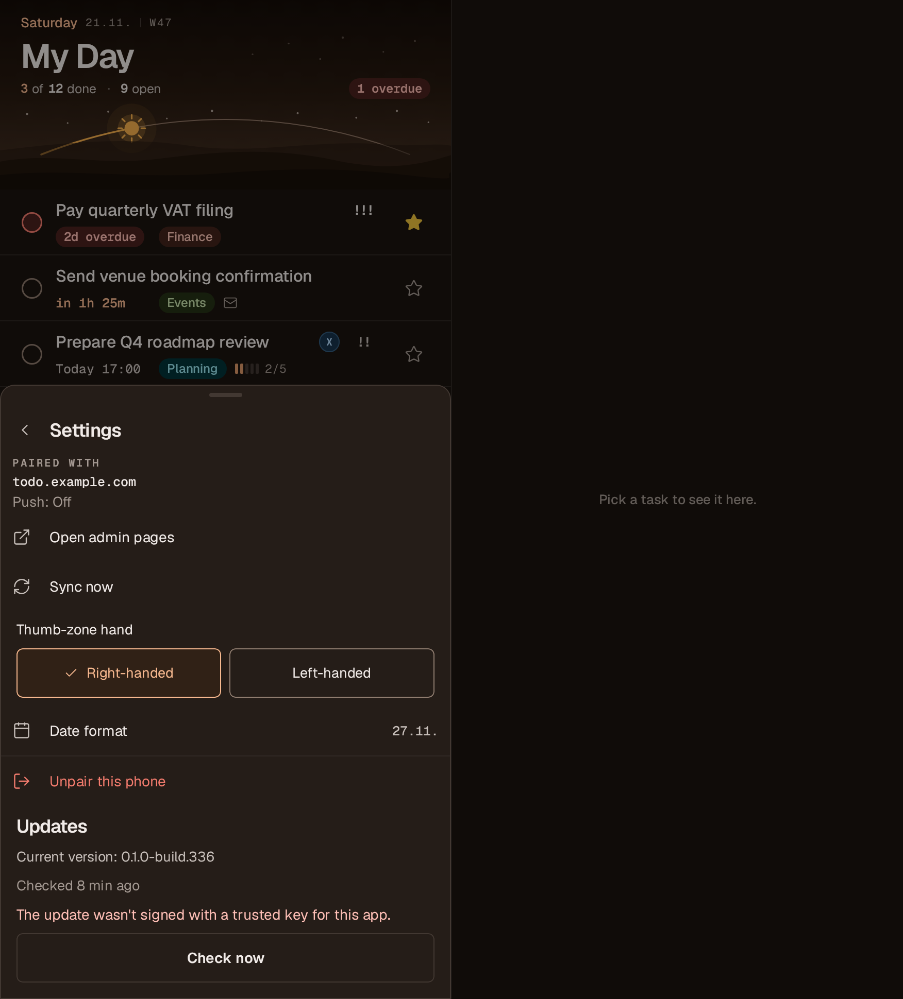 Saturday 21.11. | W47
My Day
3 of 12 done · 9 open
1 overdue
Pay quarterly VAT filing !!!
2d overdue Finance
Send venue booking confirmation
in 1h 25m Events
Prepare Q4 roadmap review X !!
Today 17:00 Planning 2/5
Settings
PAIRED WITH
todo.example.com
Push: Off
Open admin pages
Sync now
Thumb-zone hand
Right-handed Left-handed
Date format 27.11.
Unpair this phone
Updates
Current version: 0.1.0-build.336
Checked 8 min ago
The update wasn't signed with a trusted key for this app.
Check now
Pick a task to see it here.